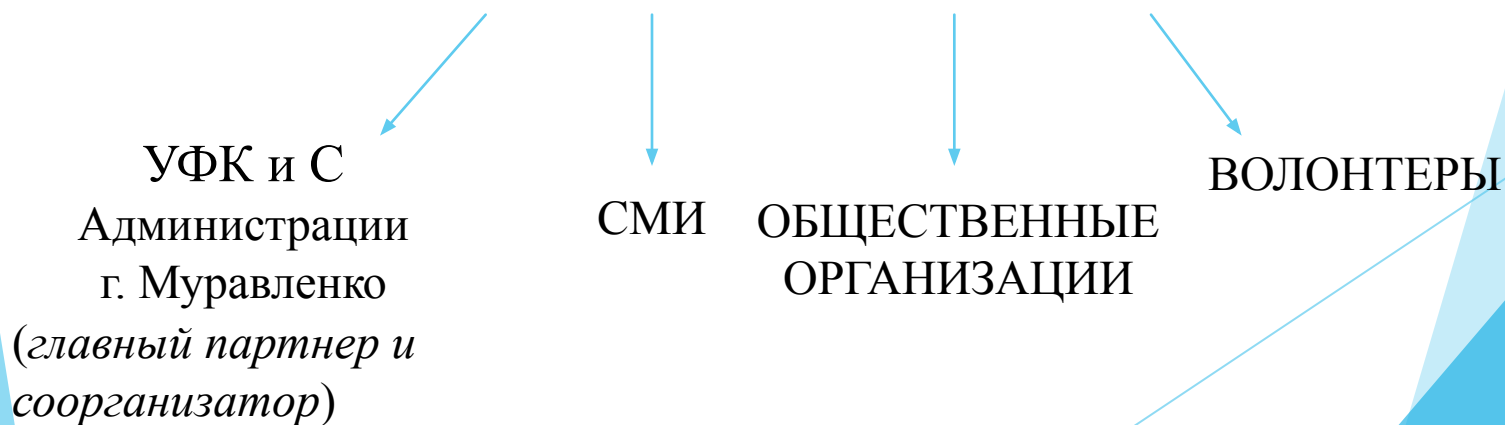 УФК и С
Администрации
г. Муравленко
(главный партнер и
соорганизатор)
СМИ
ОБЩЕСТВЕННЫЕ
ОРГАНИЗАЦИИ
ВОЛОНТЕРЫ